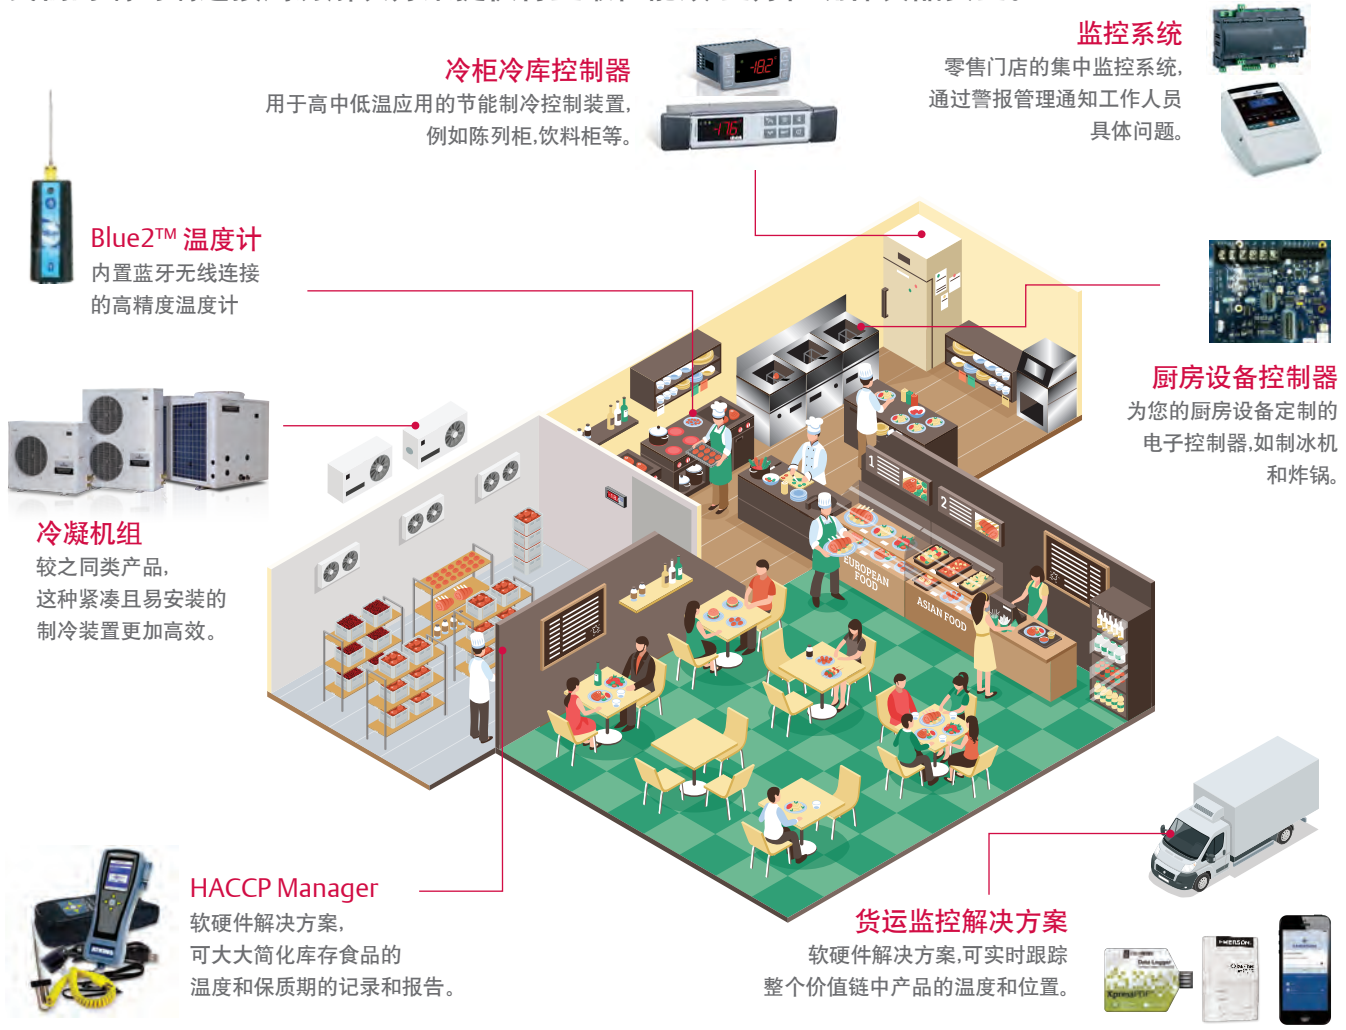 冷柜冷库控制器
用于高中低温应用的节能制冷控制装置,
例如陈列柜,饮料柜等。
监控系统
零售门店的集中监控系统,
通过警报管理通知工作人员
具体问题。
Blue2™ 温度计
内置蓝牙无线连接
的高精度温度计
厨房设备控制器
为您的厨房设备定制的
电子控制器,如制冰机
和炸锅。
冷凝机组
较之同类产品,
这种紧凑且易安装的
制冷装置更加高效。
1
2
EUROPEAN
FOOD
ASIAN FOOD
HACCP Manager
软硬件解决方案,
可大大简化库存食品的
温度和保质期的记录和报告。
货运监控解决方案
软硬件解决方案,可实时跟踪
整个价值链中产品的温度和位置。
Data Logger
EMERSON